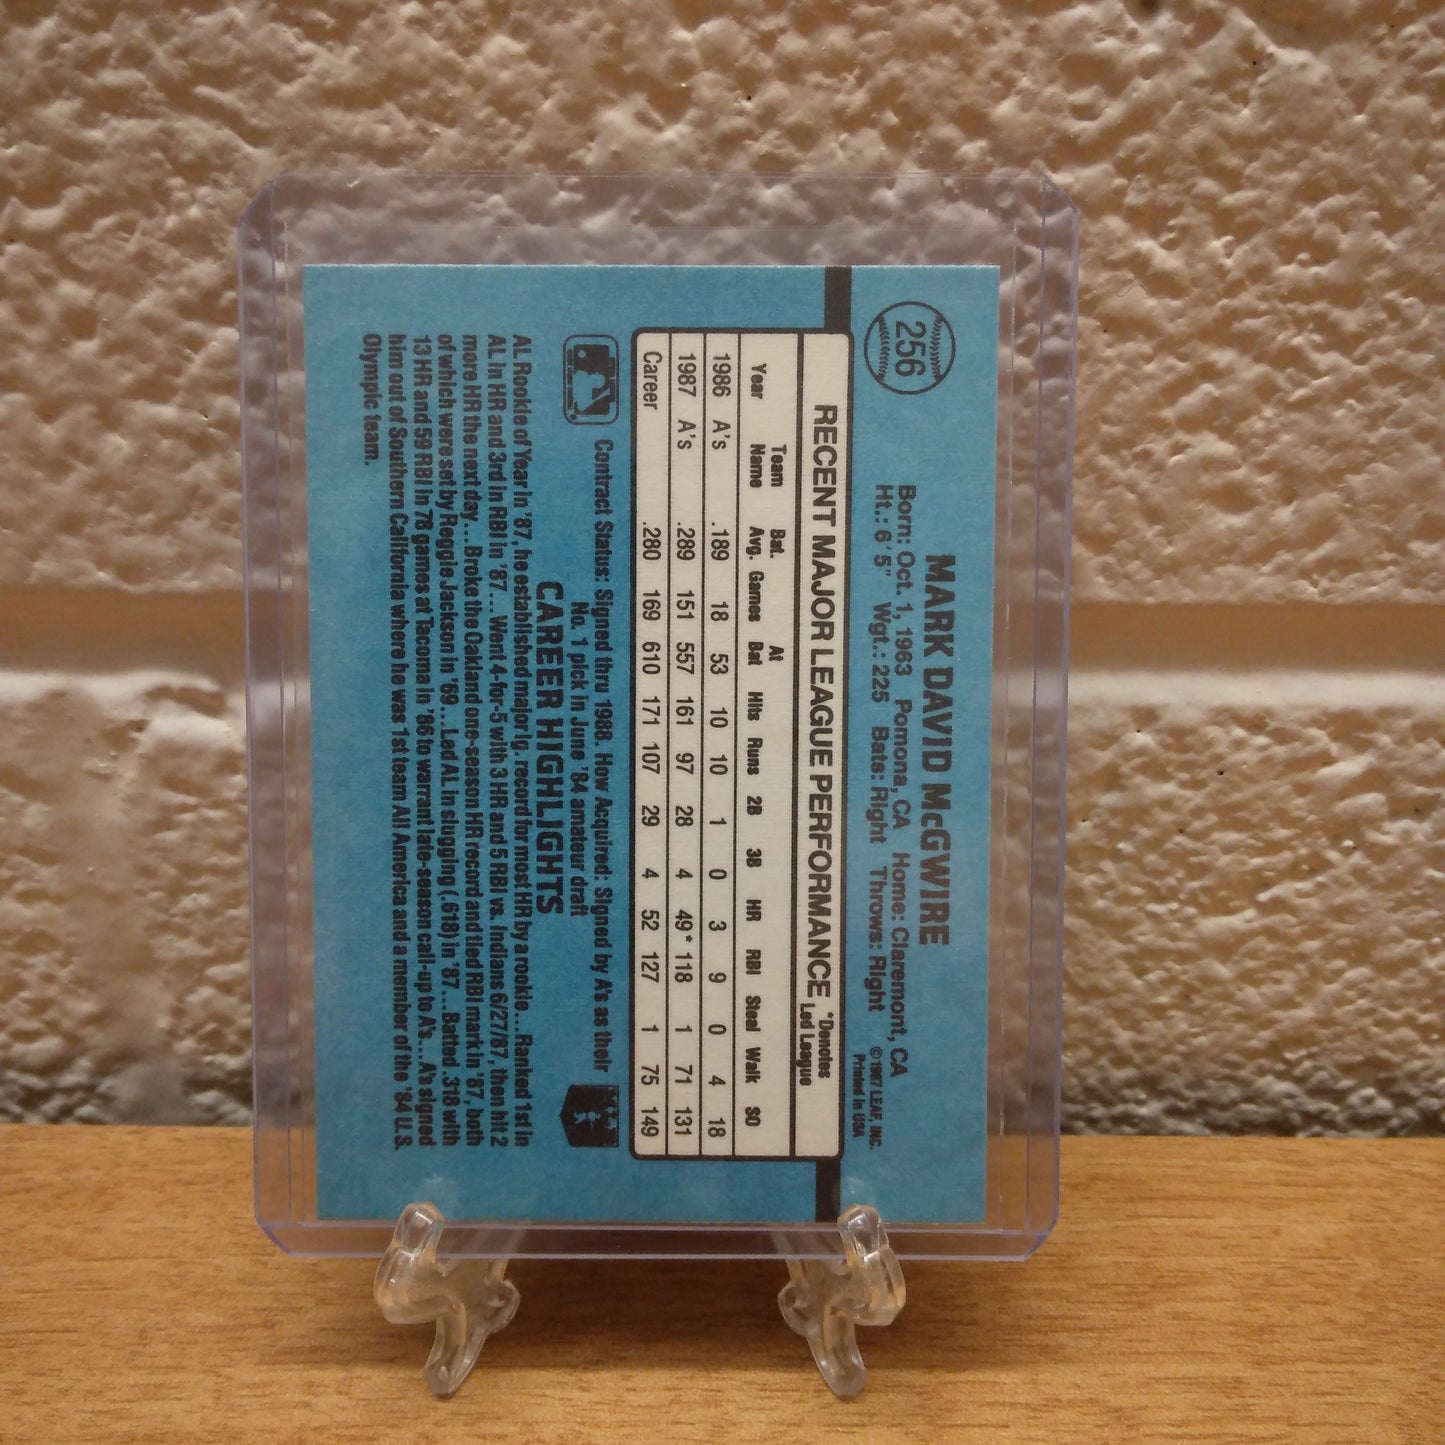 256
MARK DAVID McGWIRE
Born: Oct. 1, 1963 Pomona, CA Home: Claremont, CA
Ht.: 6'5" Wgt.: 225 Bats: Right Throws: Right
©1987 LEAF, INC.
Printed in USA
RECENT MAJOR LEAGUE PERFORMANCE *Denotes Led League
Year Team Name Bat. Avg. Games At Bat Hits Runs 2B 3B HR RBI Steal Walk SO
1986 A's .189 18 53 10 10 1 0 3 9 0 4 18
1987 A's .289 151 557 161 97 28 4 49* 118 1 71 131
Career .280 169 610 171 107 29 4 52 127 1 75 149
Contract Status: Signed thru 1988. How Acquired: Signed by A's as their
No. 1 pick in June '84 amateur draft
CAREER HIGHLIGHTS
AL Rookie of Year in '87, he established major lg. record for most HR by a rookie...Ranked 1st in
AL in HR and 3rd in RBI in '87...Went 4-for-5 with 3 HR and 5 RBI vs. Indians 6/27/87, then hit 2
more HR the next day...Broke the Oakland one-season HR record and tied RBI mark in '87, both
of which were set by Reggie Jackson in '69...Led AL in slugging (.618) in '87...Batted .318 with
13 HR and 59 RBI in 78 games at Tacoma in '86 to warrant late-season call-up to A's...A's signed
him out of Southern California where he was 1st team All America and a member of the '84 U.S.
Olympic team.